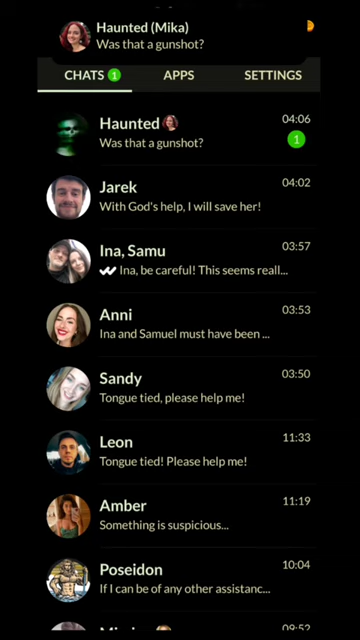 Haunted (Mika)
Was that a gunshot?
CHATS 1 APPS SETTINGS
Haunted 04:06
Was that a gunshot? 1
Jarek 04:02
With God's help, I will save her!
Ina, Samu 03:57
Ina, be careful! This seems reall...
Anni 03:53
Ina and Samuel must have been ...
Sandy 03:50
Tongue tied, please help me!
Leon 11:33
Tongue tied! Please help me!
Amber 11:19
Something is suspicious...
Poseidon 10:04
If I can be of any other assistanc...
09:52